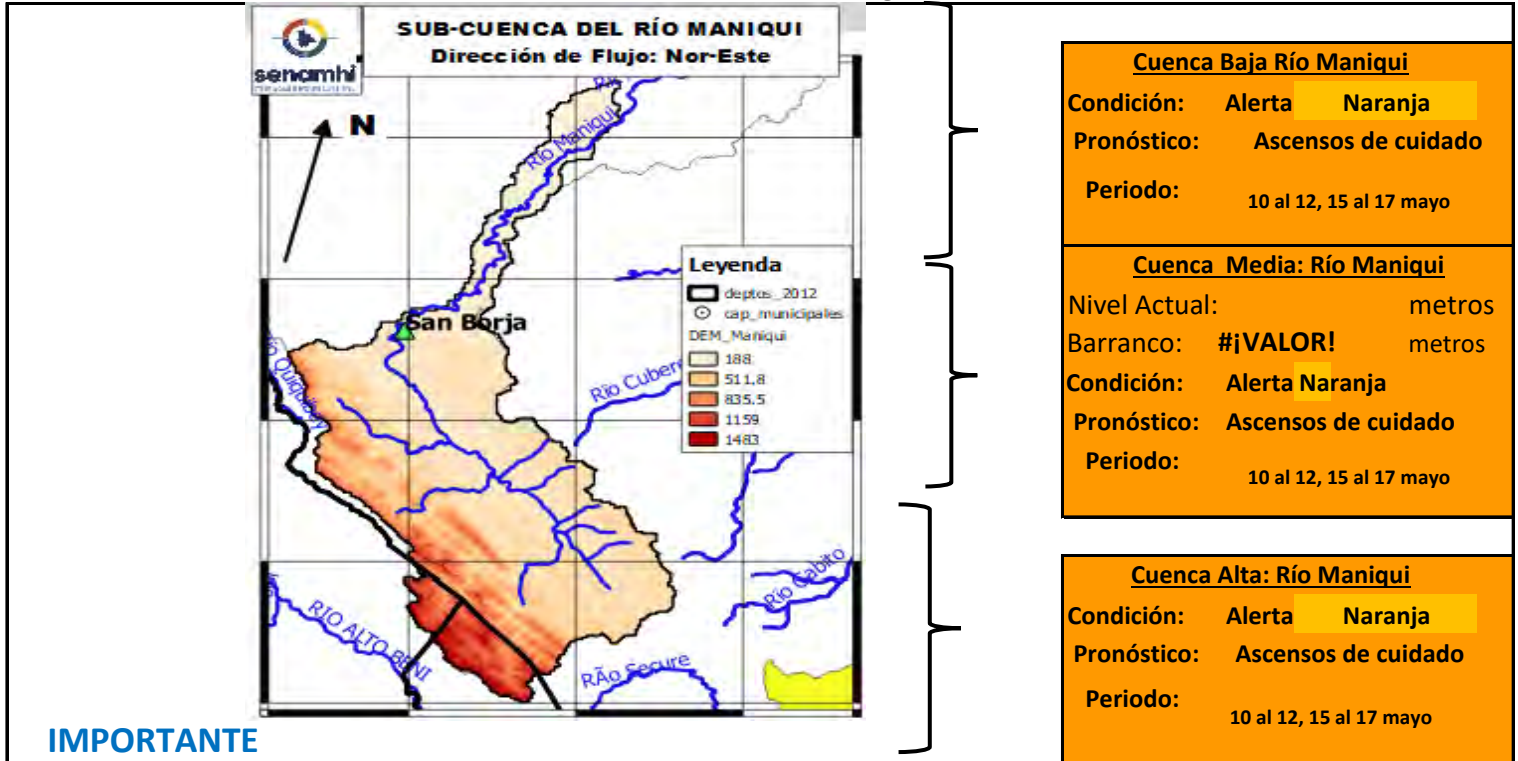 SUB-CUENCA DEL RÍO MANIQUI
Dirección de Flujo: Nor-Este
senamhi
N
Río Maniqui
San Borja
Río Quiquibey
Río Cubere
RIO ALTO BENI
RÃo Secure
Río Cabito
Leyenda
deptos_2012
cap_municipales
DEM_Maniqui
188
511.8
835.5
1159
1483
Cuenca Baja Río Maniqui
Condición: Alerta Naranja
Pronóstico: Ascensos de cuidado
Periodo: 10 al 12, 15 al 17 mayo
Cuenca Media: Río Maniqui
Nivel Actual: metros
Barranco: #¡VALOR! metros
Condición: Alerta Naranja
Pronóstico: Ascensos de cuidado
Periodo: 10 al 12, 15 al 17 mayo
Cuenca Alta: Río Maniqui
Condición: Alerta Naranja
Pronóstico: Ascensos de cuidado
Periodo: 10 al 12, 15 al 17 mayo
IMPORTANTE